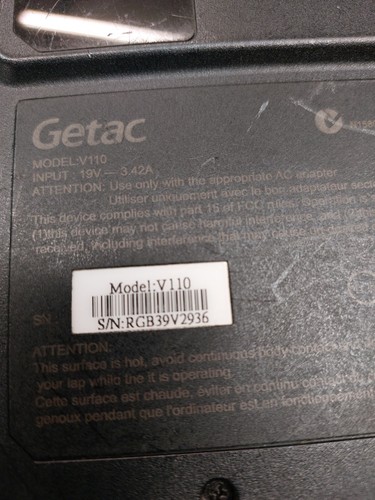 Getac
MODEL:V110
INPUT : 19V — 3.42A
ATTENTION: Use only with the appropriate AC adapter
Utiliser uniquement avec le bon adaptateur secteur
This device complies with part 15 of FCC rules. Operation
(1)this device may not cause harmful interference, and
received, including interference that may cause
Model:V110
SN
S/N:RGB39V2936
ATTENTION:
This surface is hot, avoid continuous body-contact
your lap while the it is operating.
Cette surface est chaude, éviter en continu contact
genoux pendant que l'ordinateur est en fonctionnement